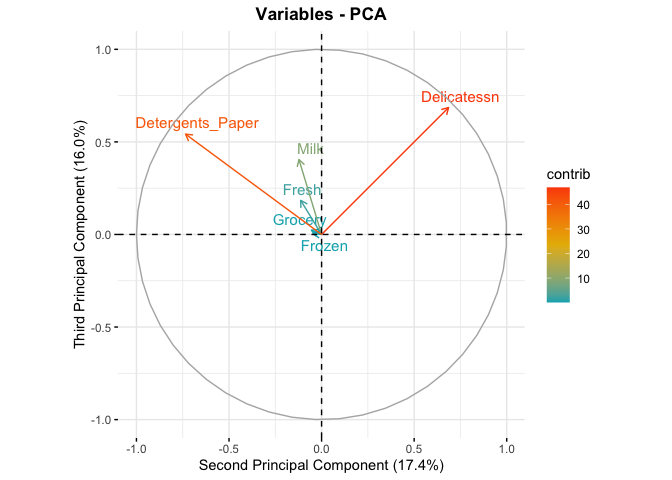 Variables - PCA
Third Principal Component (16.0%)
1.0
0.5
0.0
-0.5
-1.0
Delicatessn
Detergents_Paper
Milk
Fresh
Grocery
Frozen
-1.0
-0.5
0.0
0.5
1.0
Second Principal Component (17.4%)
contrib
40
30
20
10